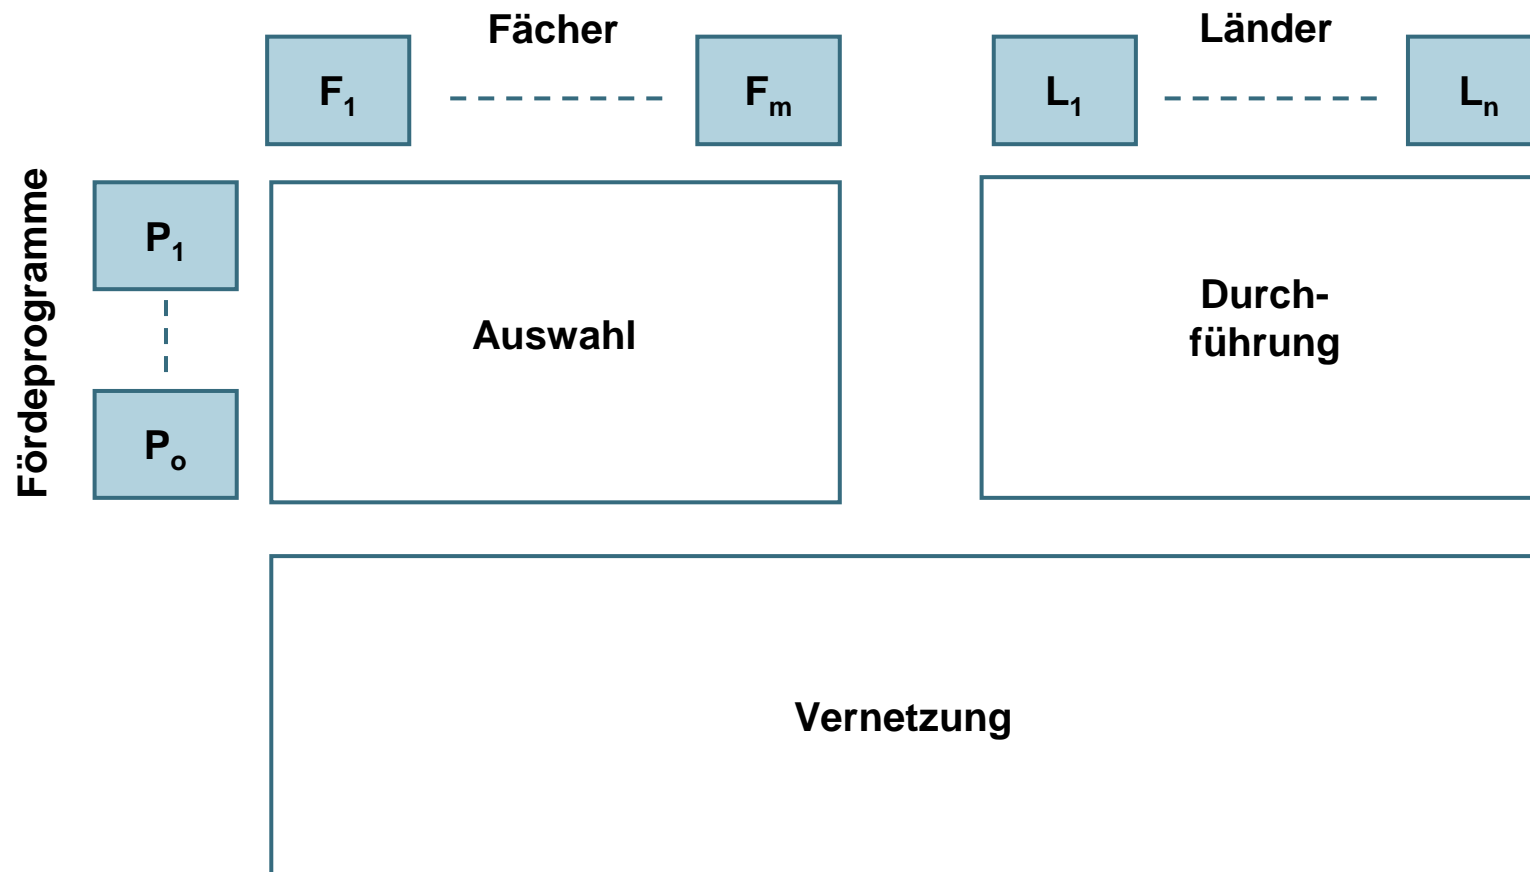 Fächer
Länder
F1
Fm
L1
Ln
Fördeprogramme
P1
Po
Auswahl
Durch-
führung
Vernetzung